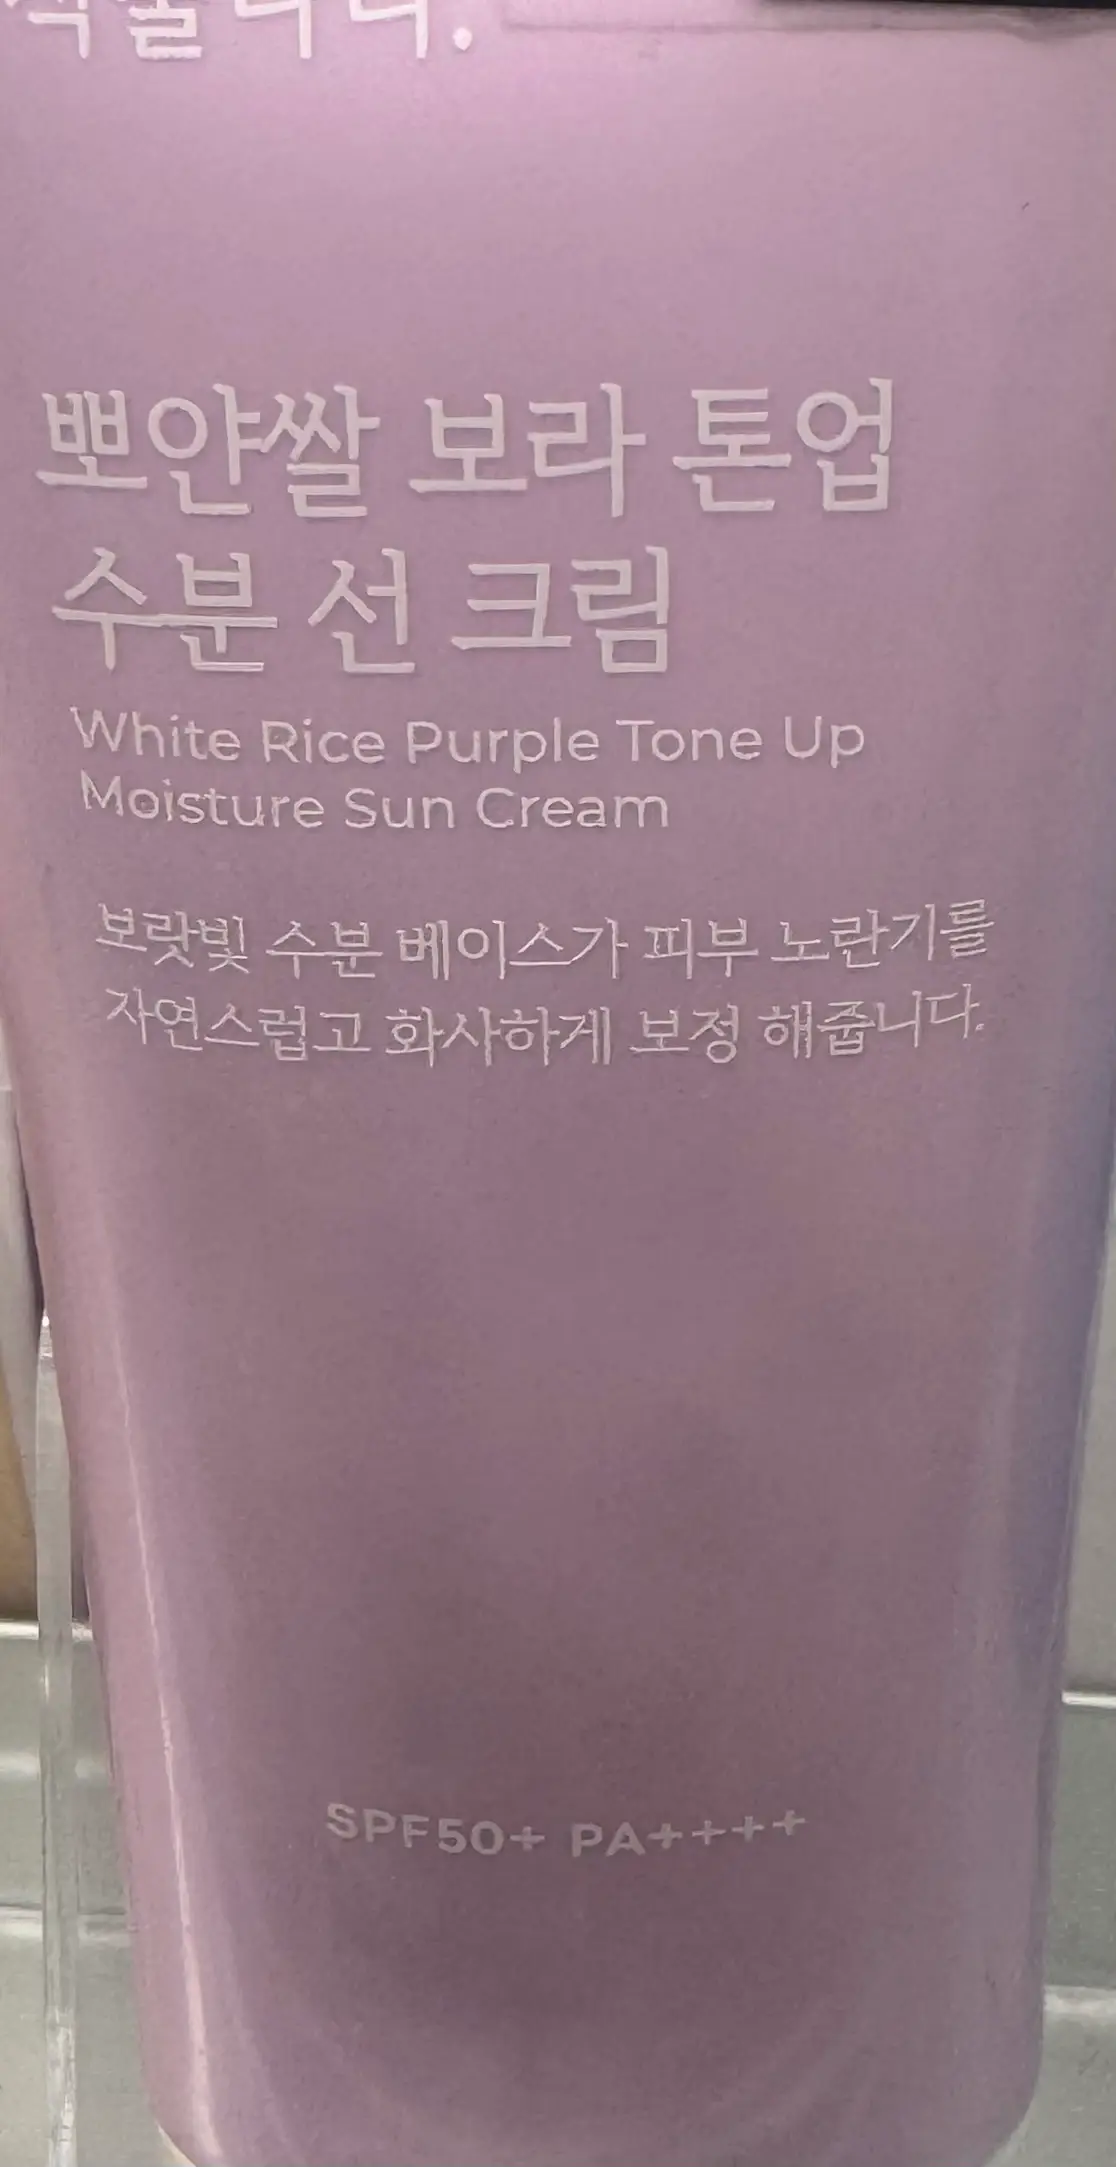 뽀얀쌀 보라 톤업
수분 선 크림
White Rice Purple Tone Up
Moisture Sun Cream
보랏빛 수분 베이스가 피부 노란기를
자연스럽고 화사하게 보정 해줍니다.
SPF50+ PA++++